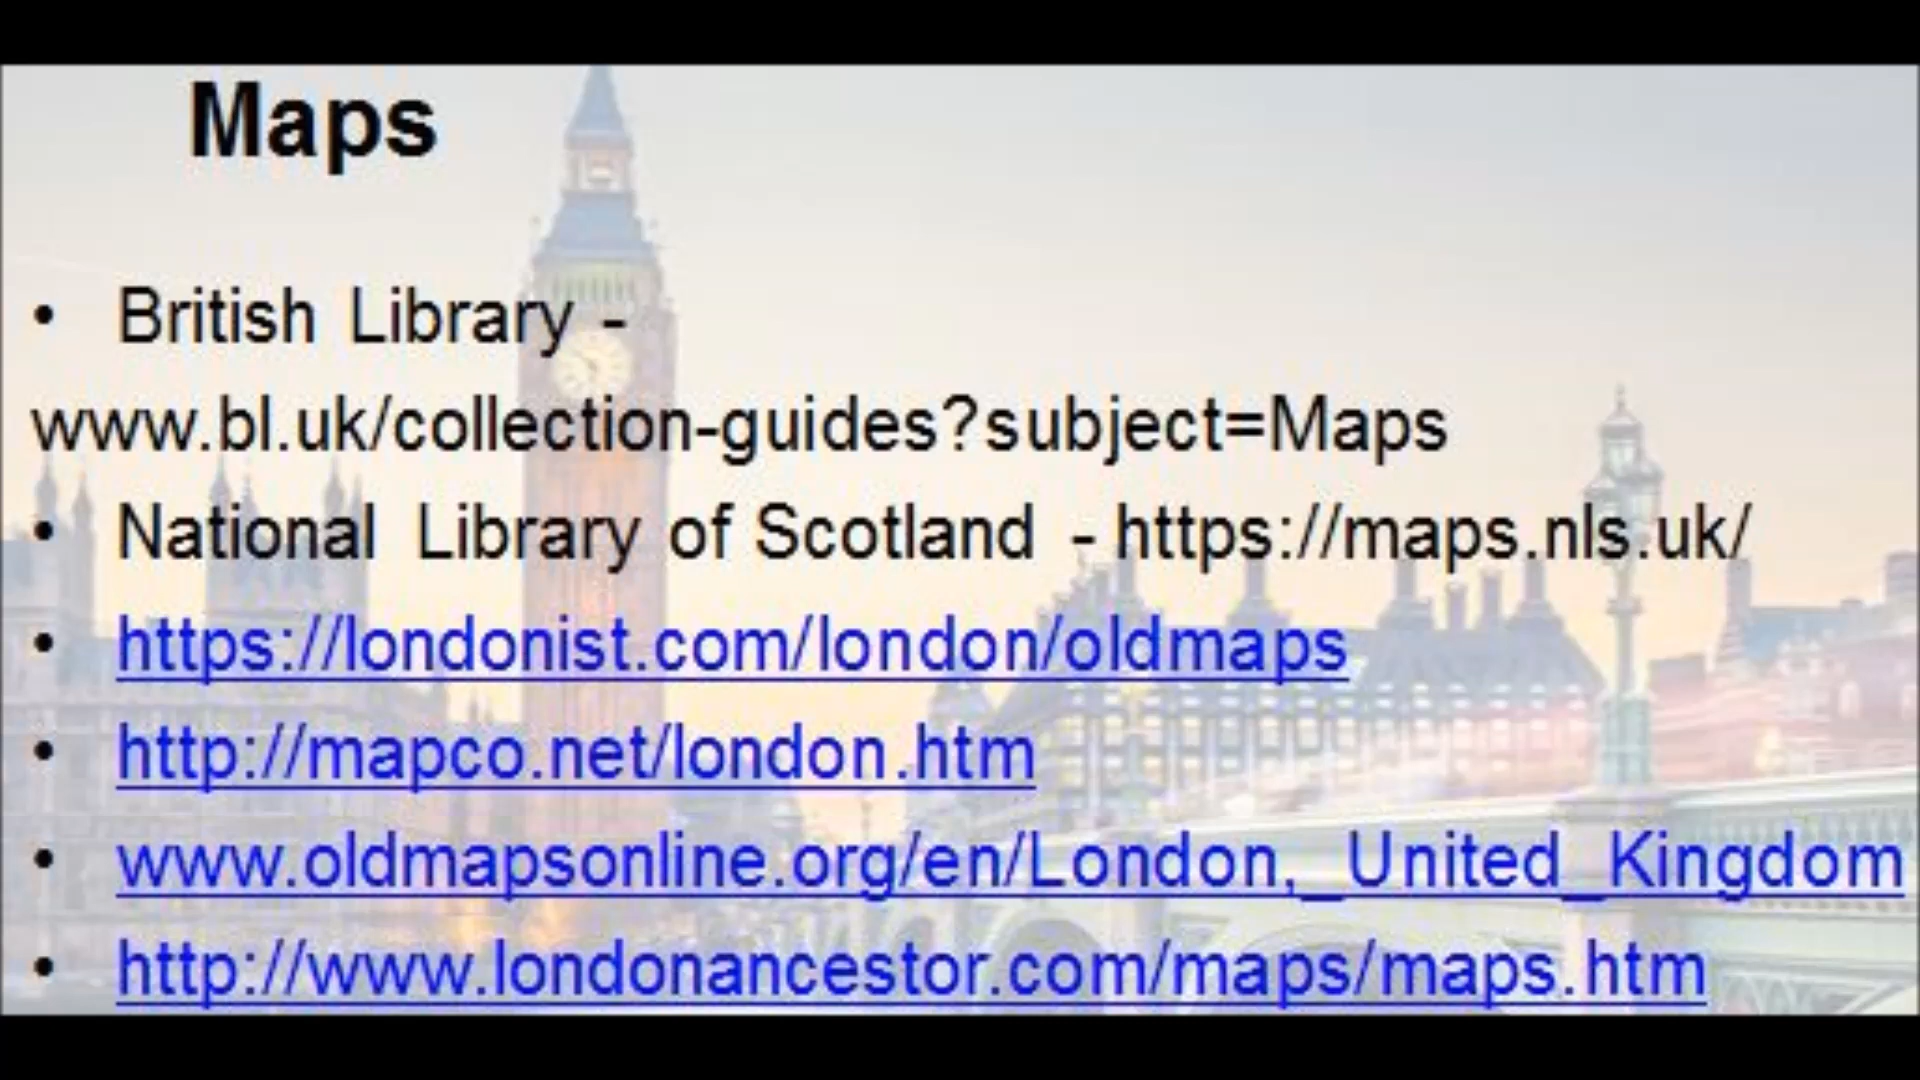 Maps
• British Library -
www.bl.uk/collection-guides?subject=Maps
• National Library of Scotland - https://maps.nls.uk/
• https://londonist.com/london/oldmaps
• http://mapco.net/london.htm
• www.oldmapsonline.org/en/London,_United_Kingdom
• http://www.londonancestor.com/maps/maps.htm